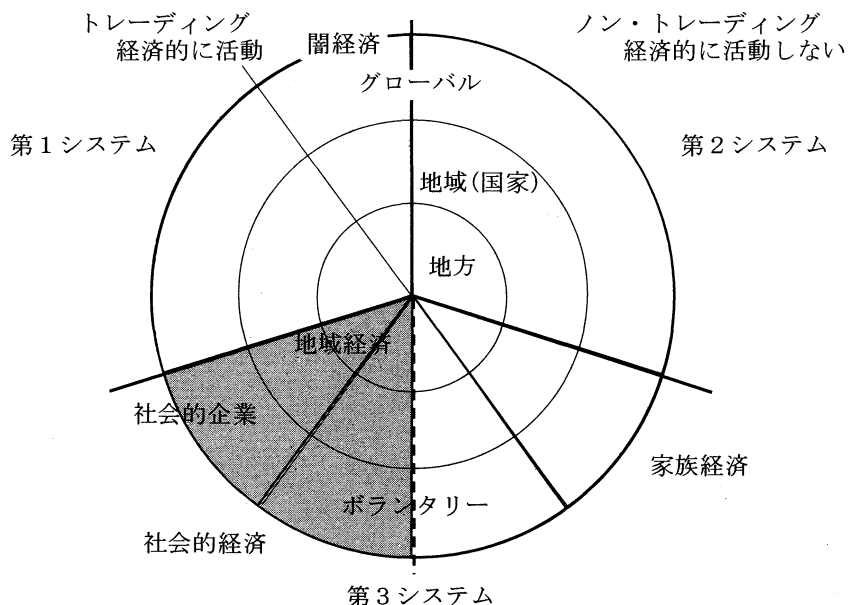 トレーディング
経済的に活動
闇経済
ノン・トレーディング
経済的に活動しない
グローバル
第1システム
第2システム
地域(国家)
地方
地域経済
社会的企業
家族経済
ボランタリー
社会的経済
第3システム